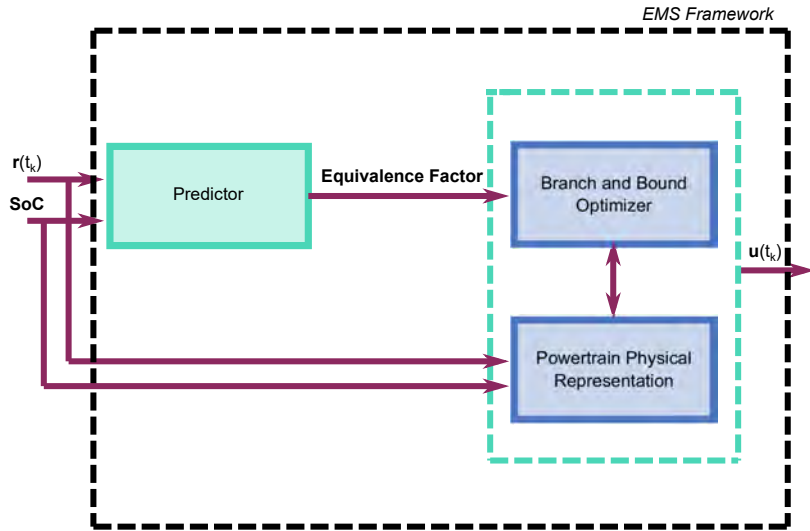 EMS Framework
r(tk)
SoC
Predictor
Equivalence Factor
Branch and Bound
Optimizer
u(tk)
Powertrain Physical
Representation